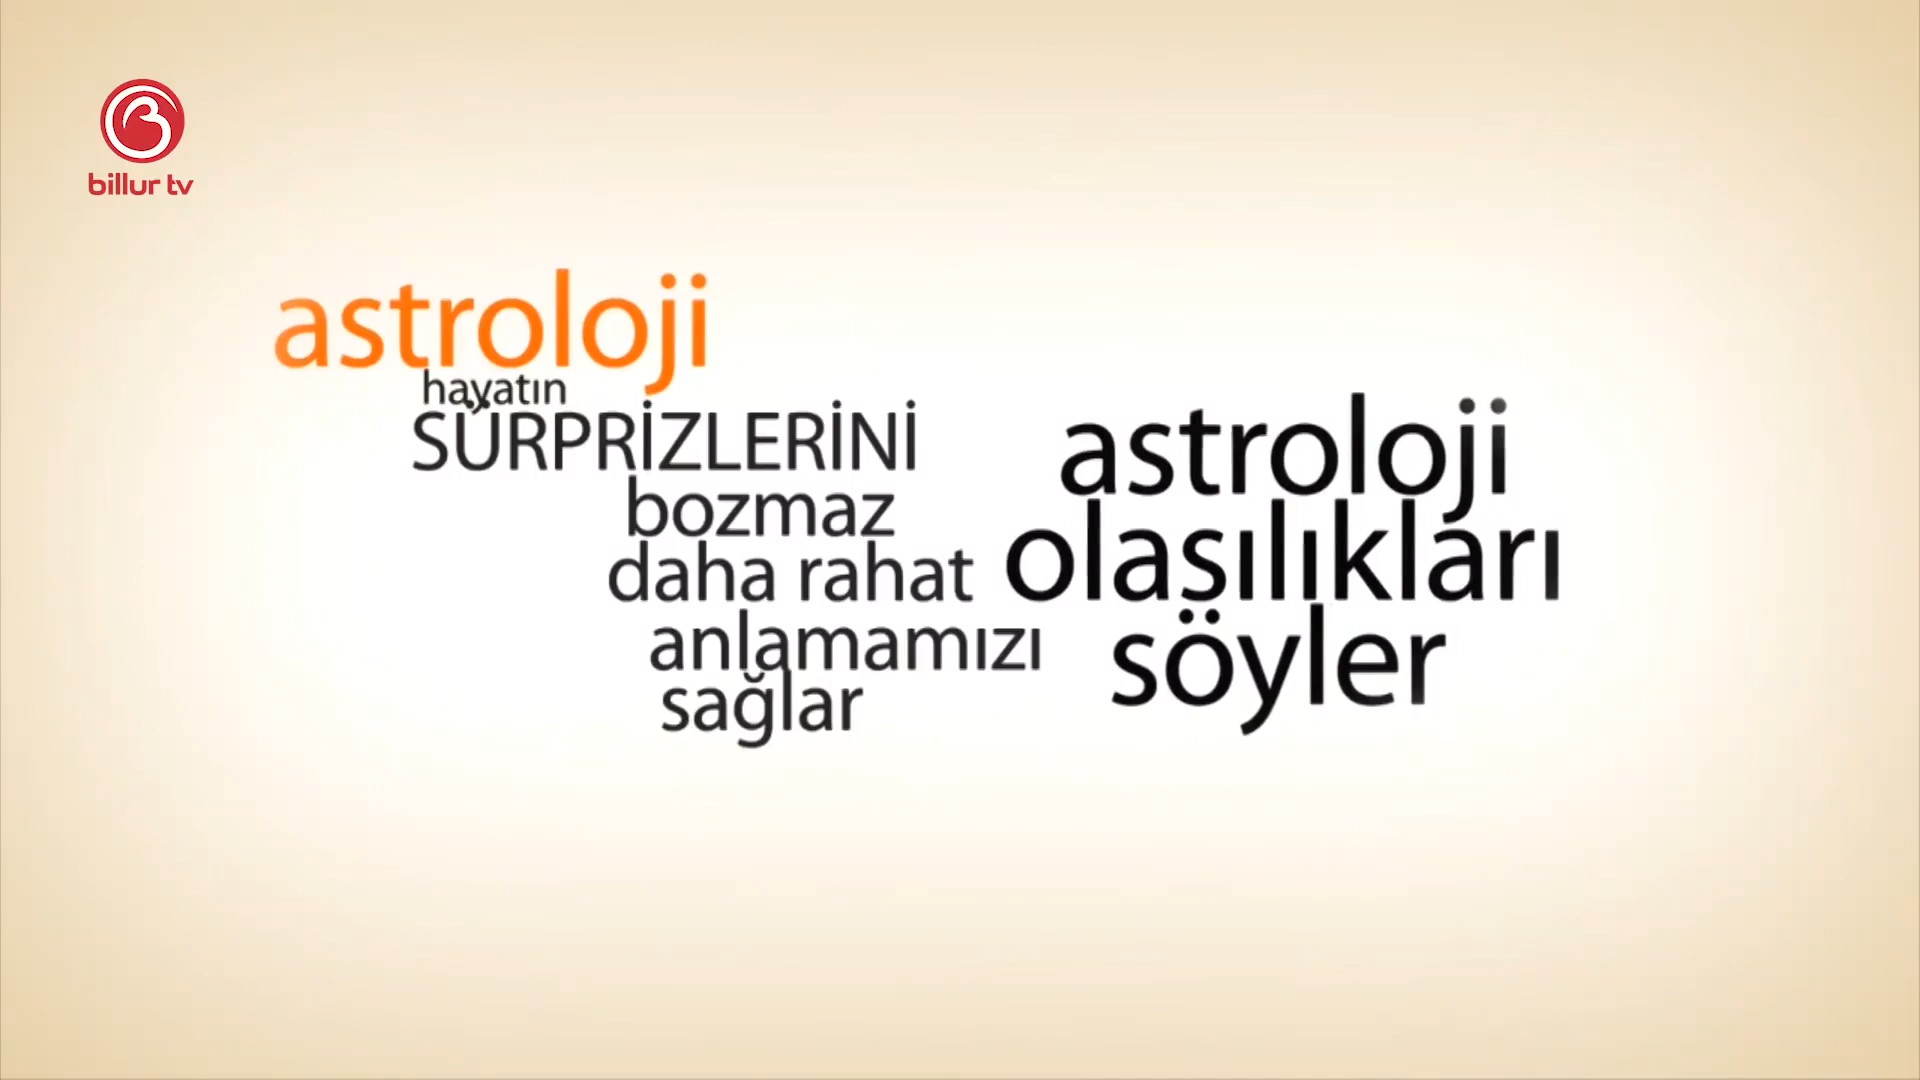 billur tv
astroloji
hayatın
SÜRPRİZLERİNİ
bozmaz
daha rahat
anlamamızı
sağlar
astroloji
olasılıkları
söyler